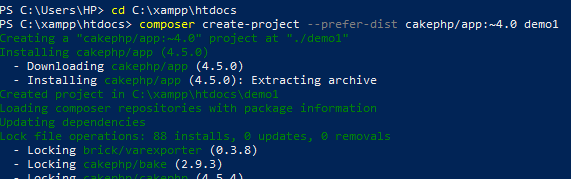 PS C:\Users\HP> cd C:\xampp\htdocs
PS C:\xampp\htdocs> composer create-project --prefer-dist cakephp/app:~4.0 demo1
Creating a "cakephp/app:~4.0" project at "./demo1"
Installing cakephp/app (4.5.0)
  - Downloading cakephp/app (4.5.0)
  - Installing cakephp/app (4.5.0): Extracting archive
Created project in C:\xampp\htdocs\demo1
Loading composer repositories with package information
Updating dependencies
Lock file operations: 88 installs, 0 updates, 0 removals
  - Locking brick/varexporter (0.3.8)
  - Locking cakephp/bake (2.9.3)
  - Locking cakephp/cakephp (4.5.4)